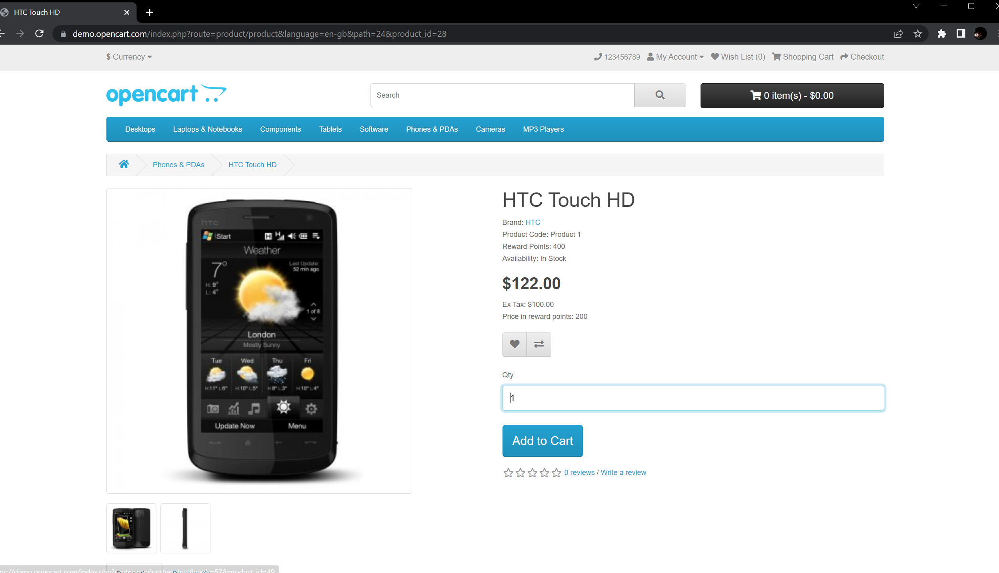 HTC Touch HD
demo.opencart.com/index.php?route=product/product&language=en-gb&path=24&product_id=28
$ Currency
123456789 My Account Wish List (0) Shopping Cart Checkout
opencart
Search
0 item(s) - $0.00
Desktops Laptops & Notebooks Components Tablets Software Phones & PDAs Cameras MP3 Players
Phones & PDAs HTC Touch HD
hTC
Start
Weather
7°
Last Update:
52 min ago
H: 9°
L: 4°
1 of 8
London
Mostly Sunny
Tue Wed Thu Fri
H:11° L:6° H:10° L:5° H:8° L:3° H:10° L:4°
Update Now Menu
HTC Touch HD
Brand: HTC
Product Code: Product 1
Reward Points: 400
Availability: In Stock
$122.00
Ex Tax: $100.00
Price in reward points: 200
Qty
1
Add to Cart
0 reviews / Write a review
ps://demo.opencart.com/index.php?route=product/product&path=57&product_id=49